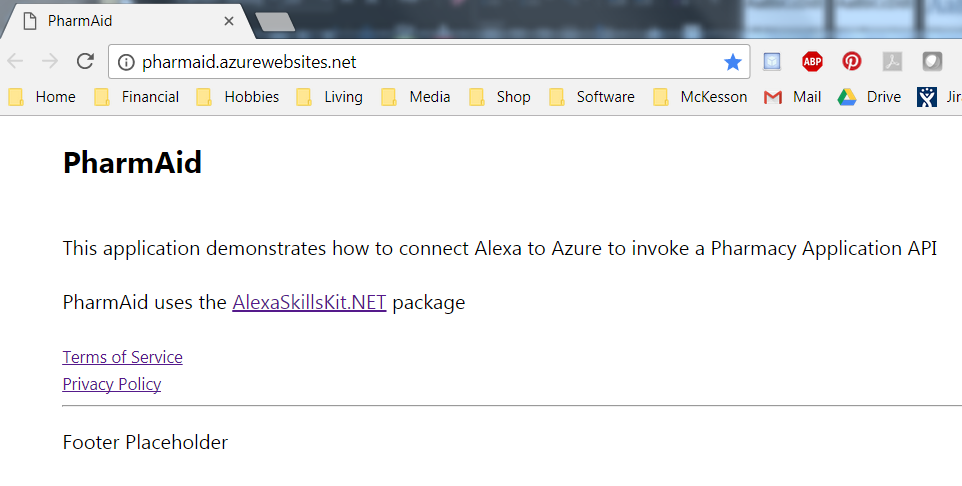 PharmAid
pharmaid.azurewebsites.net
ABP
Home Financial Hobbies Living Media Shop Software McKesson Mail Drive Jir
PharmAid
This application demonstrates how to connect Alexa to Azure to invoke a Pharmacy Application API
PharmAid uses the AlexaSkillsKit.NET package
Terms of Service
Privacy Policy
Footer Placeholder